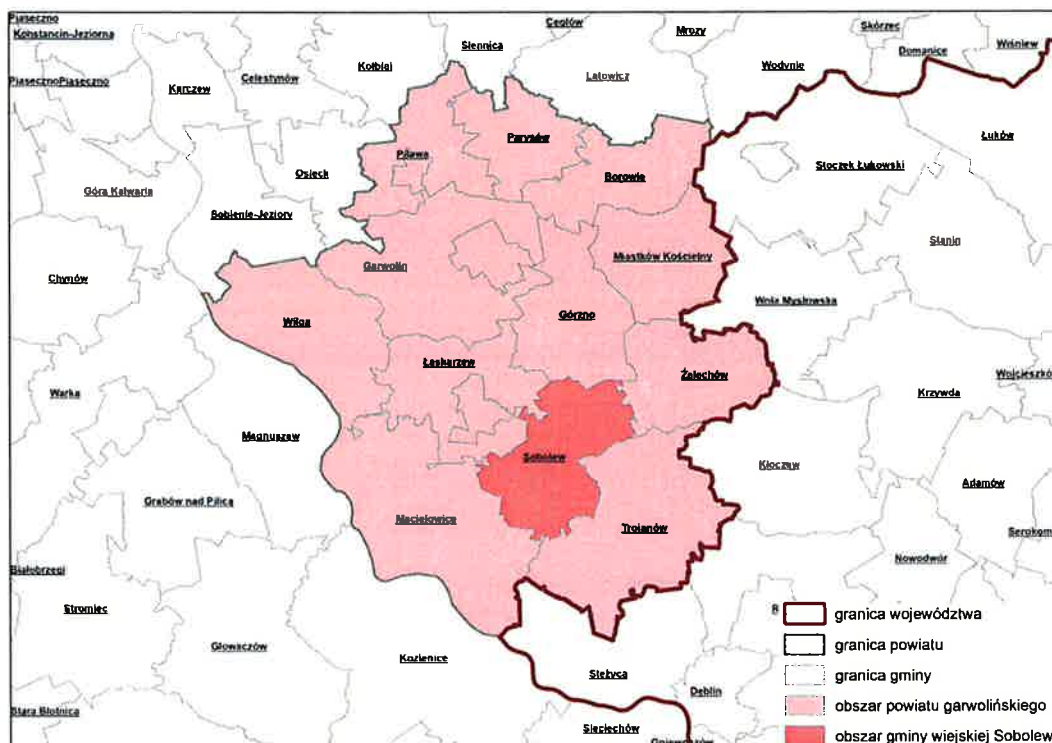 Piaseczno
Konstancin-Jeziorna
PiasecznoPiaseczno
Karczew
Celestynów
Kołbiel
Siennica
Cegłów
Mrozy
Latowicz
Skórzec
Domanice
Wiśniew
Wodynie
Łuków
Stoczek Łukowski
Stanin
Góra Kalwaria
Osieck
Sobienie-Jeziory
Pilawa
Parysów
Borowie
Chynów
Garwolin
Miastków Kościelny
Wilga
Górzno
Wola Mysłowska
Łaskarzew
Żelechów
Wojcieszków
Krzywda
Warka
Magnuszew
Sobolew
Kłoczew
Adamów
Grabów nad Pilicą
Maciejowice
Trojanów
Serokom
Nowodwór
Białobrzegi
Stromiec
Głowaczów
Kozienice
Stężyca
Dęblin
Stara Błotnica
Sieciechów
R
granica województwa
granica powiatu
granica gminy
obszar powiatu garwolińskiego
obszar gminy wiejskiej Sobolew